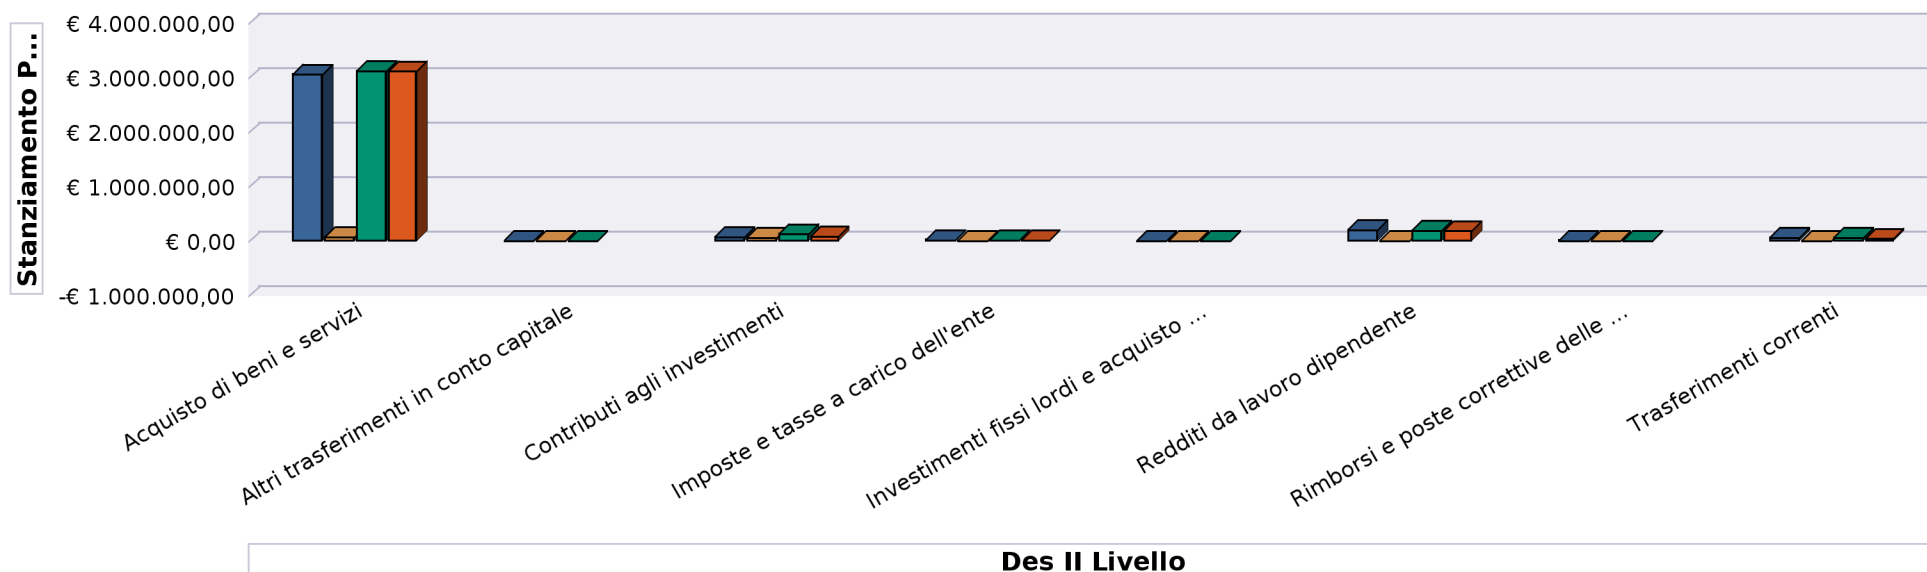 Stanziamento P...
€ 4.000.000,00
€ 3.000.000,00
€ 2.000.000,00
€ 1.000.000,00
€ 0,00
-€ 1.000.000,00
Acquisto di beni e servizi
Altri trasferimenti in conto capitale
Contributi agli investimenti
Imposte e tasse a carico dell'ente
Investimenti fissi lordi e acquisto ...
Redditi da lavoro dipendente
Rimborsi e poste correttive delle ...
Trasferimenti correnti
Des II Livello